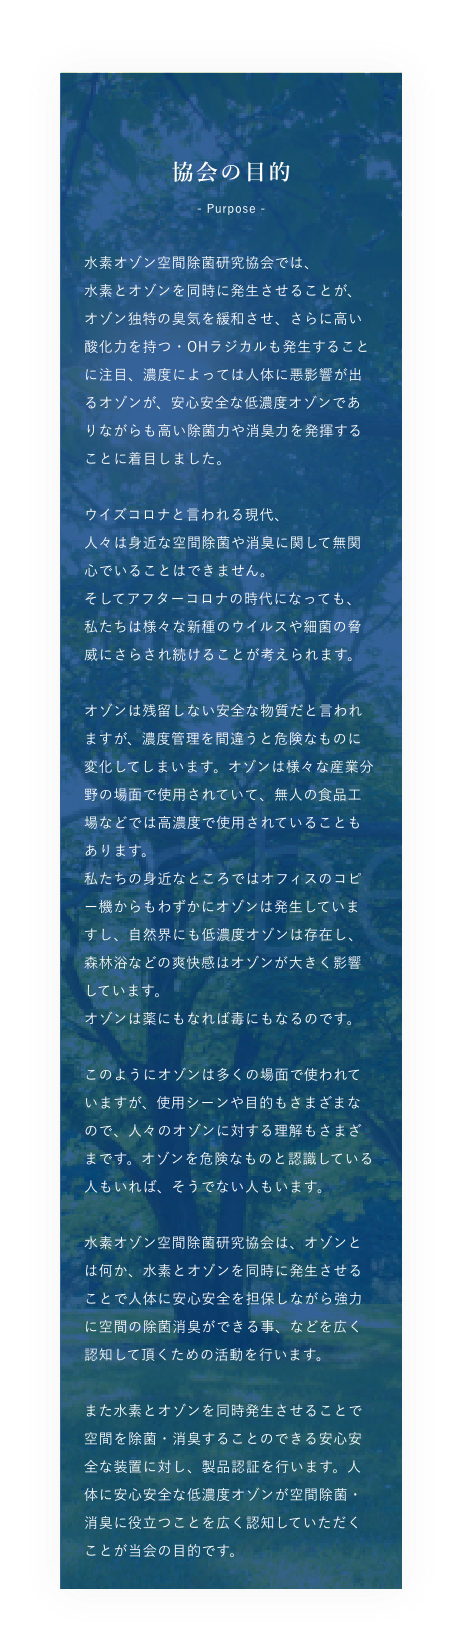 協会の目的
- Purpose -
水素オゾン空間除菌研究協会では、
水素とオゾンを同時に発生させることが、
オゾン独特の臭気を緩和させ、さらに高い
酸化力を持つ・OHラジカルも発生すること
に注目、濃度によっては人体に悪影響が出
るオゾンが、安心安全な低濃度オゾンであ
りながらも高い除菌力や消臭力を発揮する
ことに着目しました。
ウイズコロナと言われる現代、
人々は身近な空間除菌や消臭に関して無関
心でいることはできません。
そしてアフターコロナの時代になっても、
私たちは様々な新種のウイルスや細菌の脅
威にさらされ続けることが考えられます。
オゾンは残留しない安全な物質だと言われ
ますが、濃度管理を間違うと危険なものに
変化してしまいます。オゾンは様々な産業分
野の場面で使用されていて、無人の食品工
場などでは高濃度で使用されていることも
あります。
私たちの身近なところではオフィスのコピ
ー機からもわずかにオゾンは発生していま
すし、自然界にも低濃度オゾンは存在し、
森林浴などの爽快感はオゾンが大きく影響
しています。
オゾンは薬にもなれば毒にもなるのです。
このようにオゾンは多くの場面で使われて
いますが、使用シーンや目的もさまざまな
ので、人々のオゾンに対する理解もさまざ
まです。オゾンを危険なものと認識している
人もいれば、そうでない人もいます。
水素オゾン空間除菌研究協会は、オゾンと
は何か、水素とオゾンを同時に発生させる
ことで人体に安心安全を担保しながら強力
に空間の除菌消臭ができる事、などを広く
認知して頂くための活動を行います。
また水素とオゾンを同時発生させることで
空間を除菌・消臭することのできる安心安
全な装置に対し、製品認証を行います。人
体に安心安全な低濃度オゾンが空間除菌・
消臭に役立つことを広く認知していただく
ことが当会の目的です。